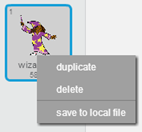 1
wiza
duplicate
58
delete
save to local file